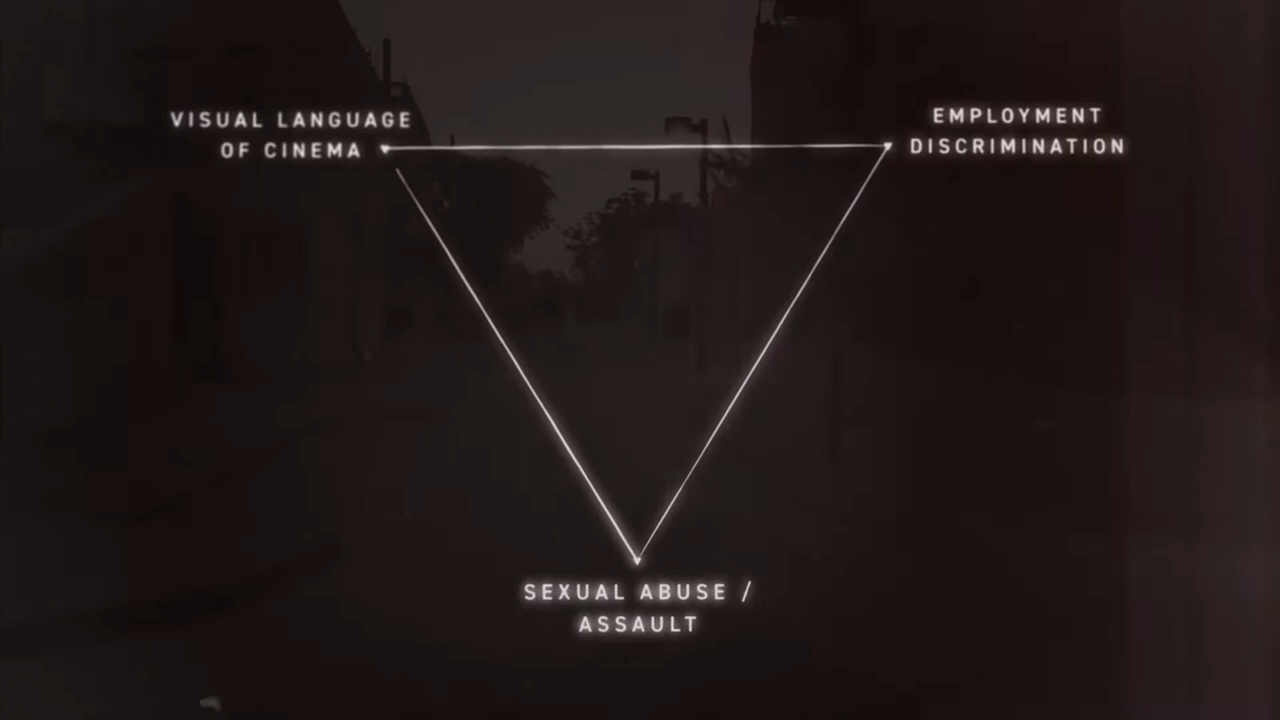 VISUAL LANGUAGE
OF CINEMA
EMPLOYMENT
DISCRIMINATION
SEXUAL ABUSE /
ASSAULT